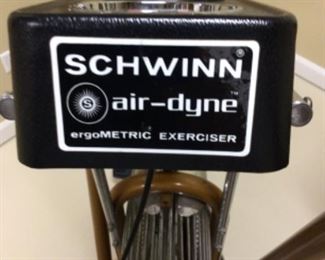 SCHWINN®
S air-dyne™
ergoMETRIC EXERCISER